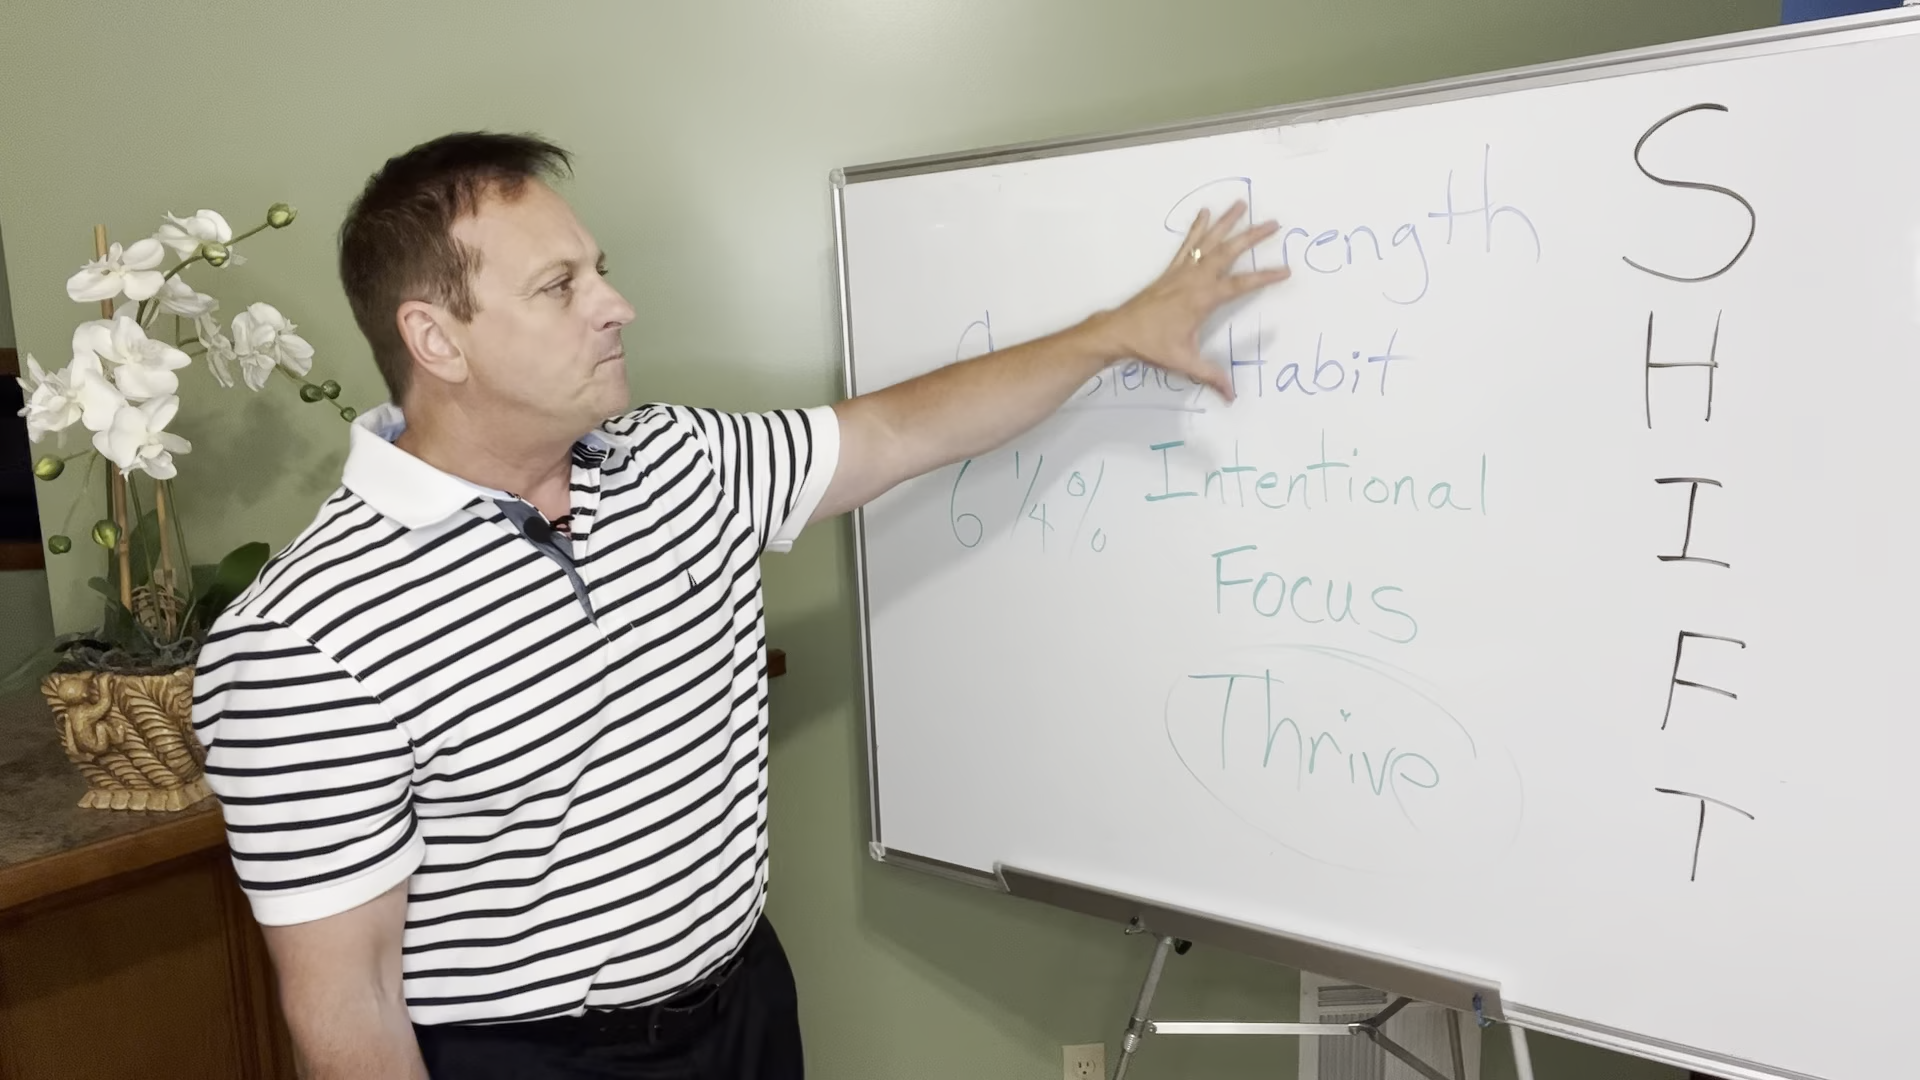 Strength S
Habit H
6 1/4 % Intentional I
Focus F
Thrive T